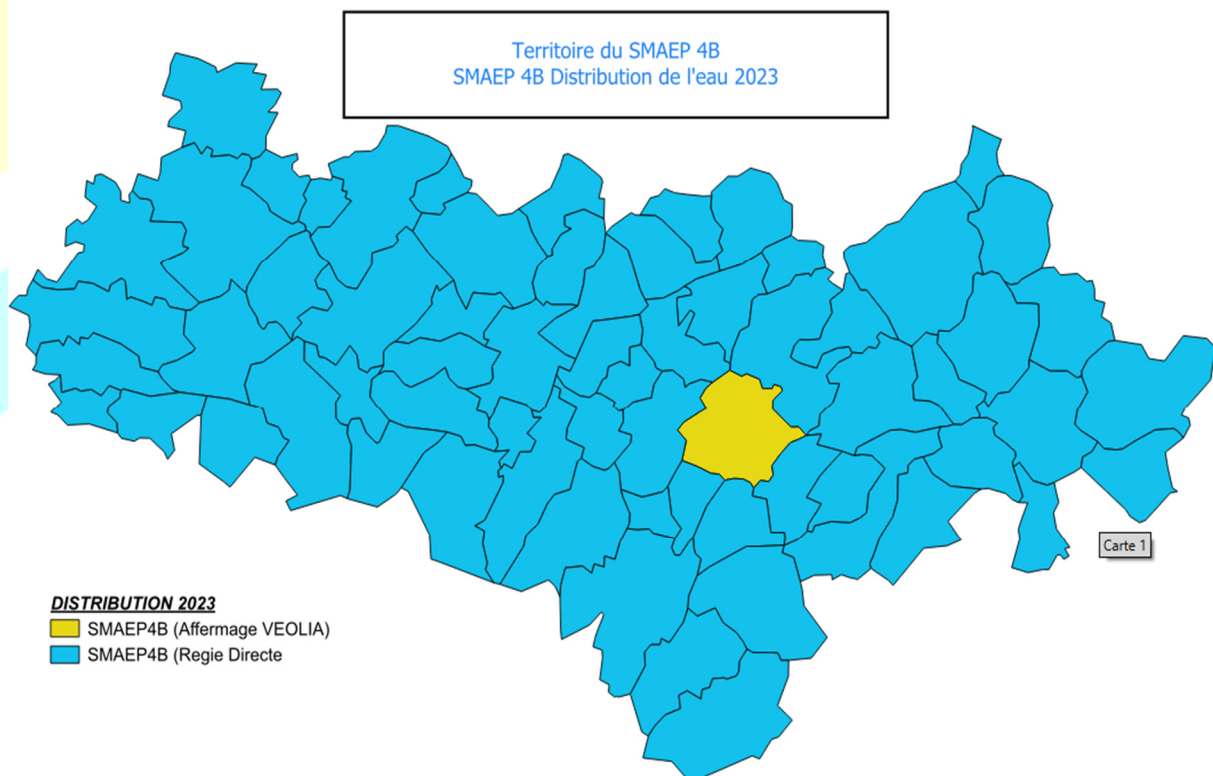 Territoire du SMAEP 4B
SMAEP 4B Distribution de l'eau 2023
Carte 1
DISTRIBUTION 2023
SMAEP4B (Affermage VEOLIA)
SMAEP4B (Regie Directe